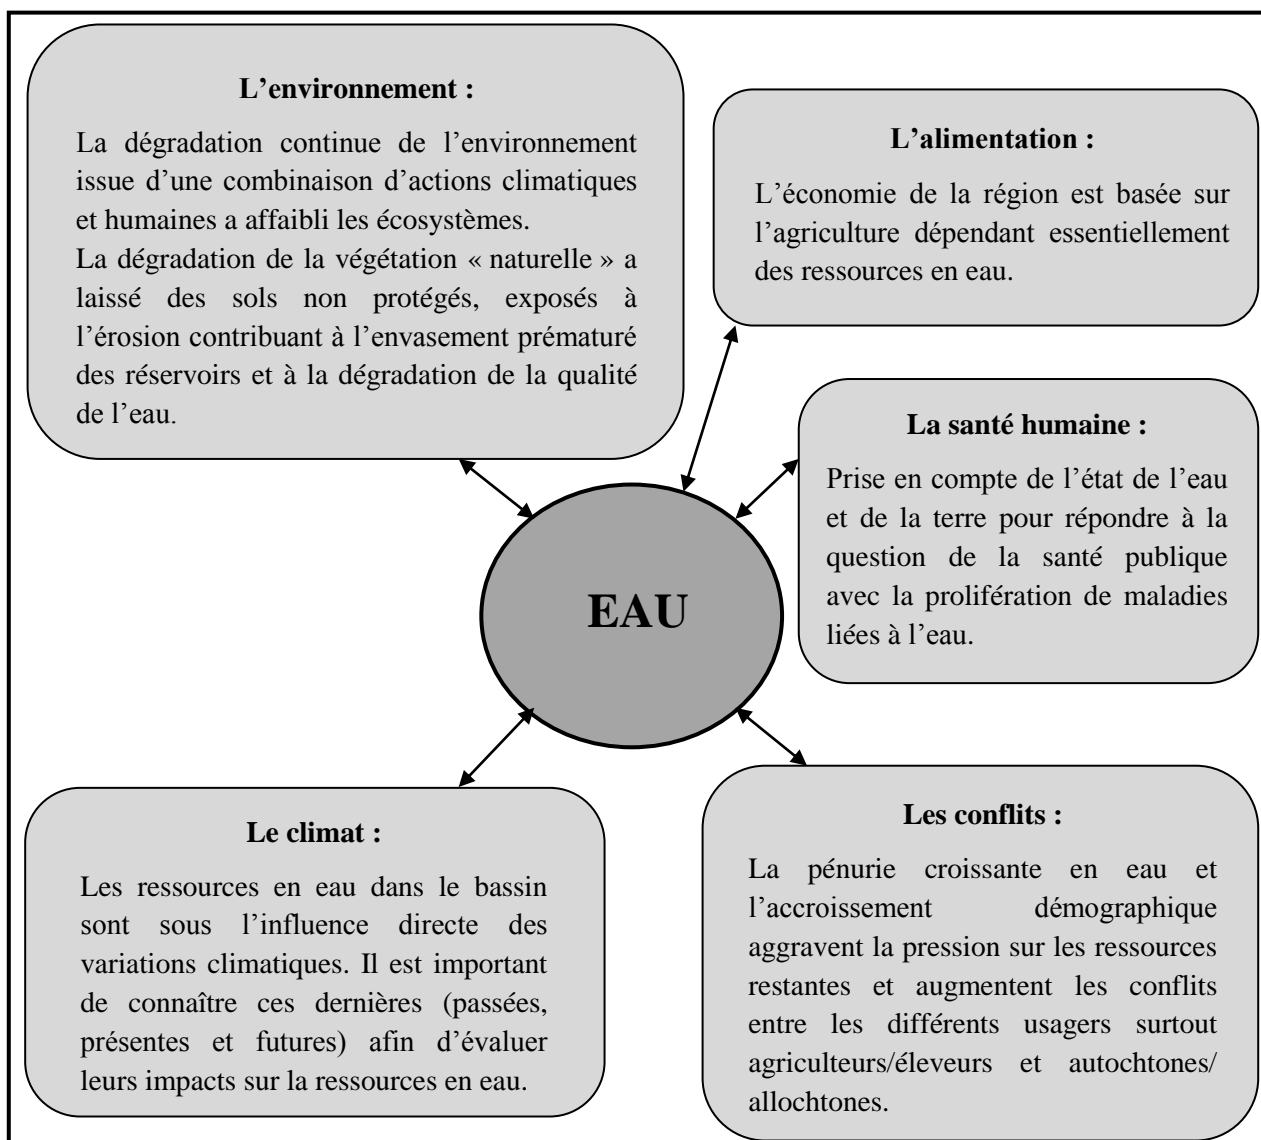 L’environnement :
La dégradation continue de l’environnement
issue d’une combinaison d’actions climatiques
et humaines a affaibli les écosystèmes.
La dégradation de la végétation « naturelle » a
laissé des sols non protégés, exposés à
l’érosion contribuant à l’envasement prématuré
des réservoirs et à la dégradation de la qualité
de l’eau.
L’alimentation :
L’économie de la région est basée sur
l’agriculture dépendant essentiellement
des ressources en eau.
La santé humaine :
Prise en compte de l’état de l’eau
et de la terre pour répondre à la
question de la santé publique
avec la prolifération de maladies
liées à l’eau.
EAU
Le climat :
Les ressources en eau dans le bassin
sont sous l’influence directe des
variations climatiques. Il est important
de connaître ces dernières (passées,
présentes et futures) afin d’évaluer
leurs impacts sur la ressources en eau.
Les conflits :
La pénurie croissante en eau et
l’accroissement démographique
aggravent la pression sur les ressources
restantes et augmentent les conflits
entre les différents usagers surtout
agriculteurs/éleveurs et autochtones/
allochtones.